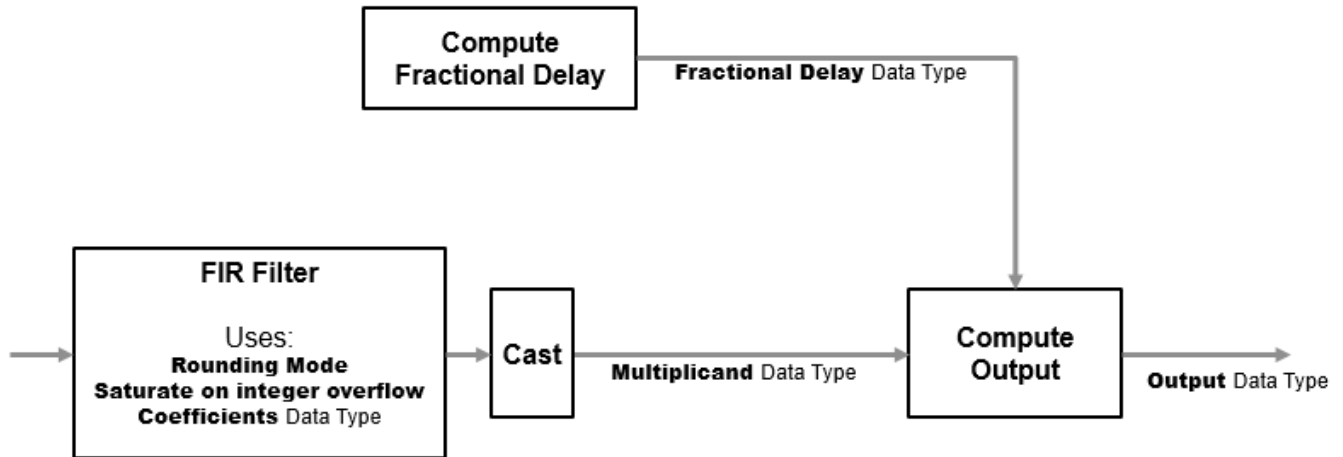 Compute
Fractional Delay
Fractional Delay Data Type
FIR Filter
Uses:
Rounding Mode
Saturate on integer overflow
Coefficients Data Type
Cast
Multiplicand Data Type
Compute
Output
Output Data Type